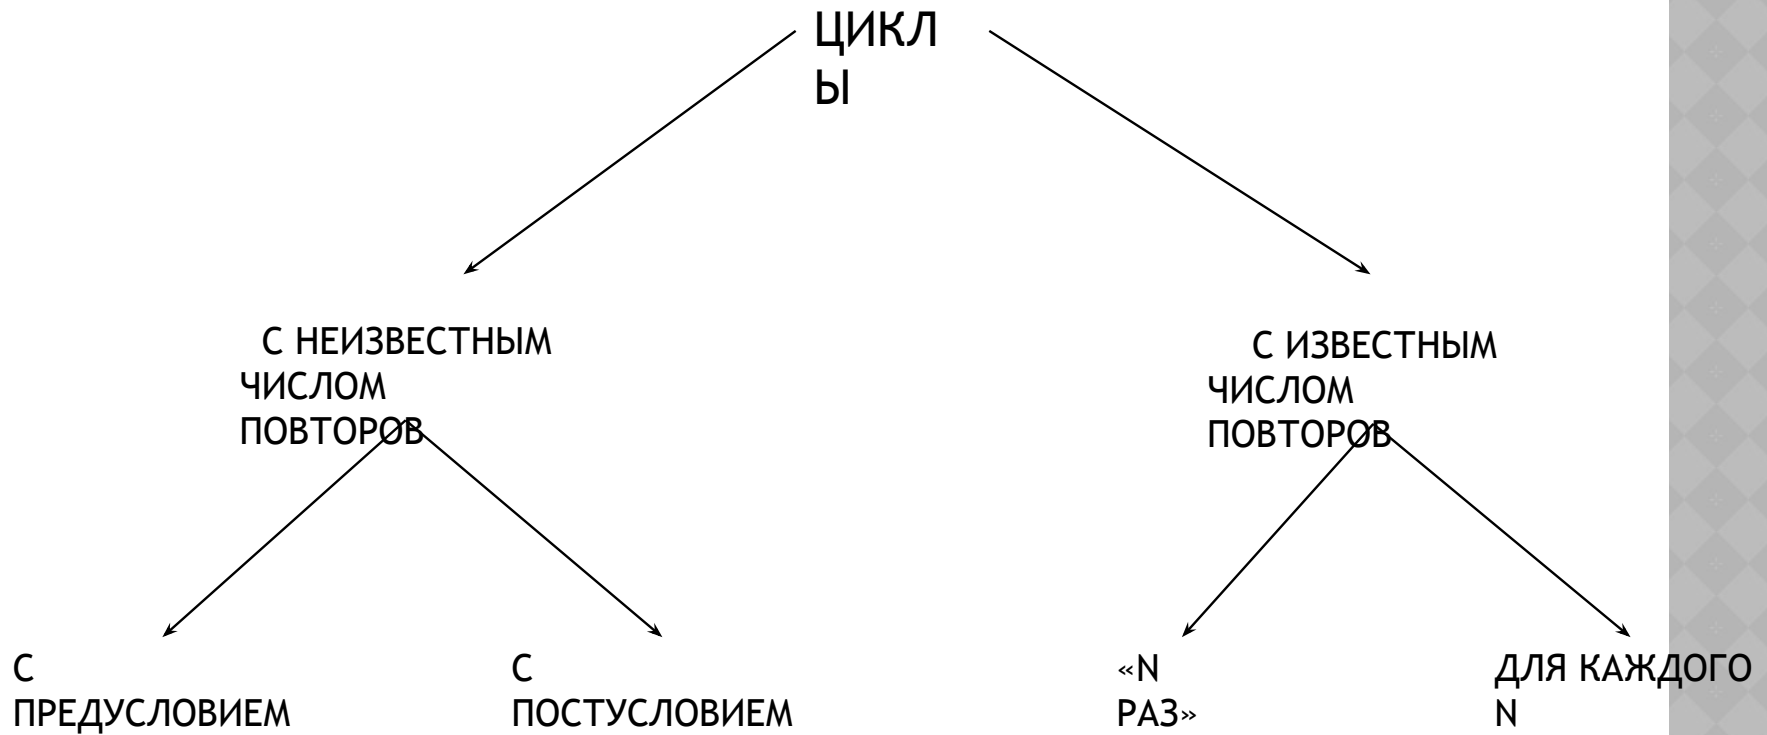 ЦИКЛ
Ы
С НЕИЗВЕСТНЫМ
ЧИСЛОМ
ПОВТОРОВ
С ИЗВЕСТНЫМ
ЧИСЛОМ
ПОВТОРОВ
С
ПРЕДУСЛОВИЕМ
С
ПОСТУСЛОВИЕМ
«N
РАЗ»
ДЛЯ КАЖДОГО
N